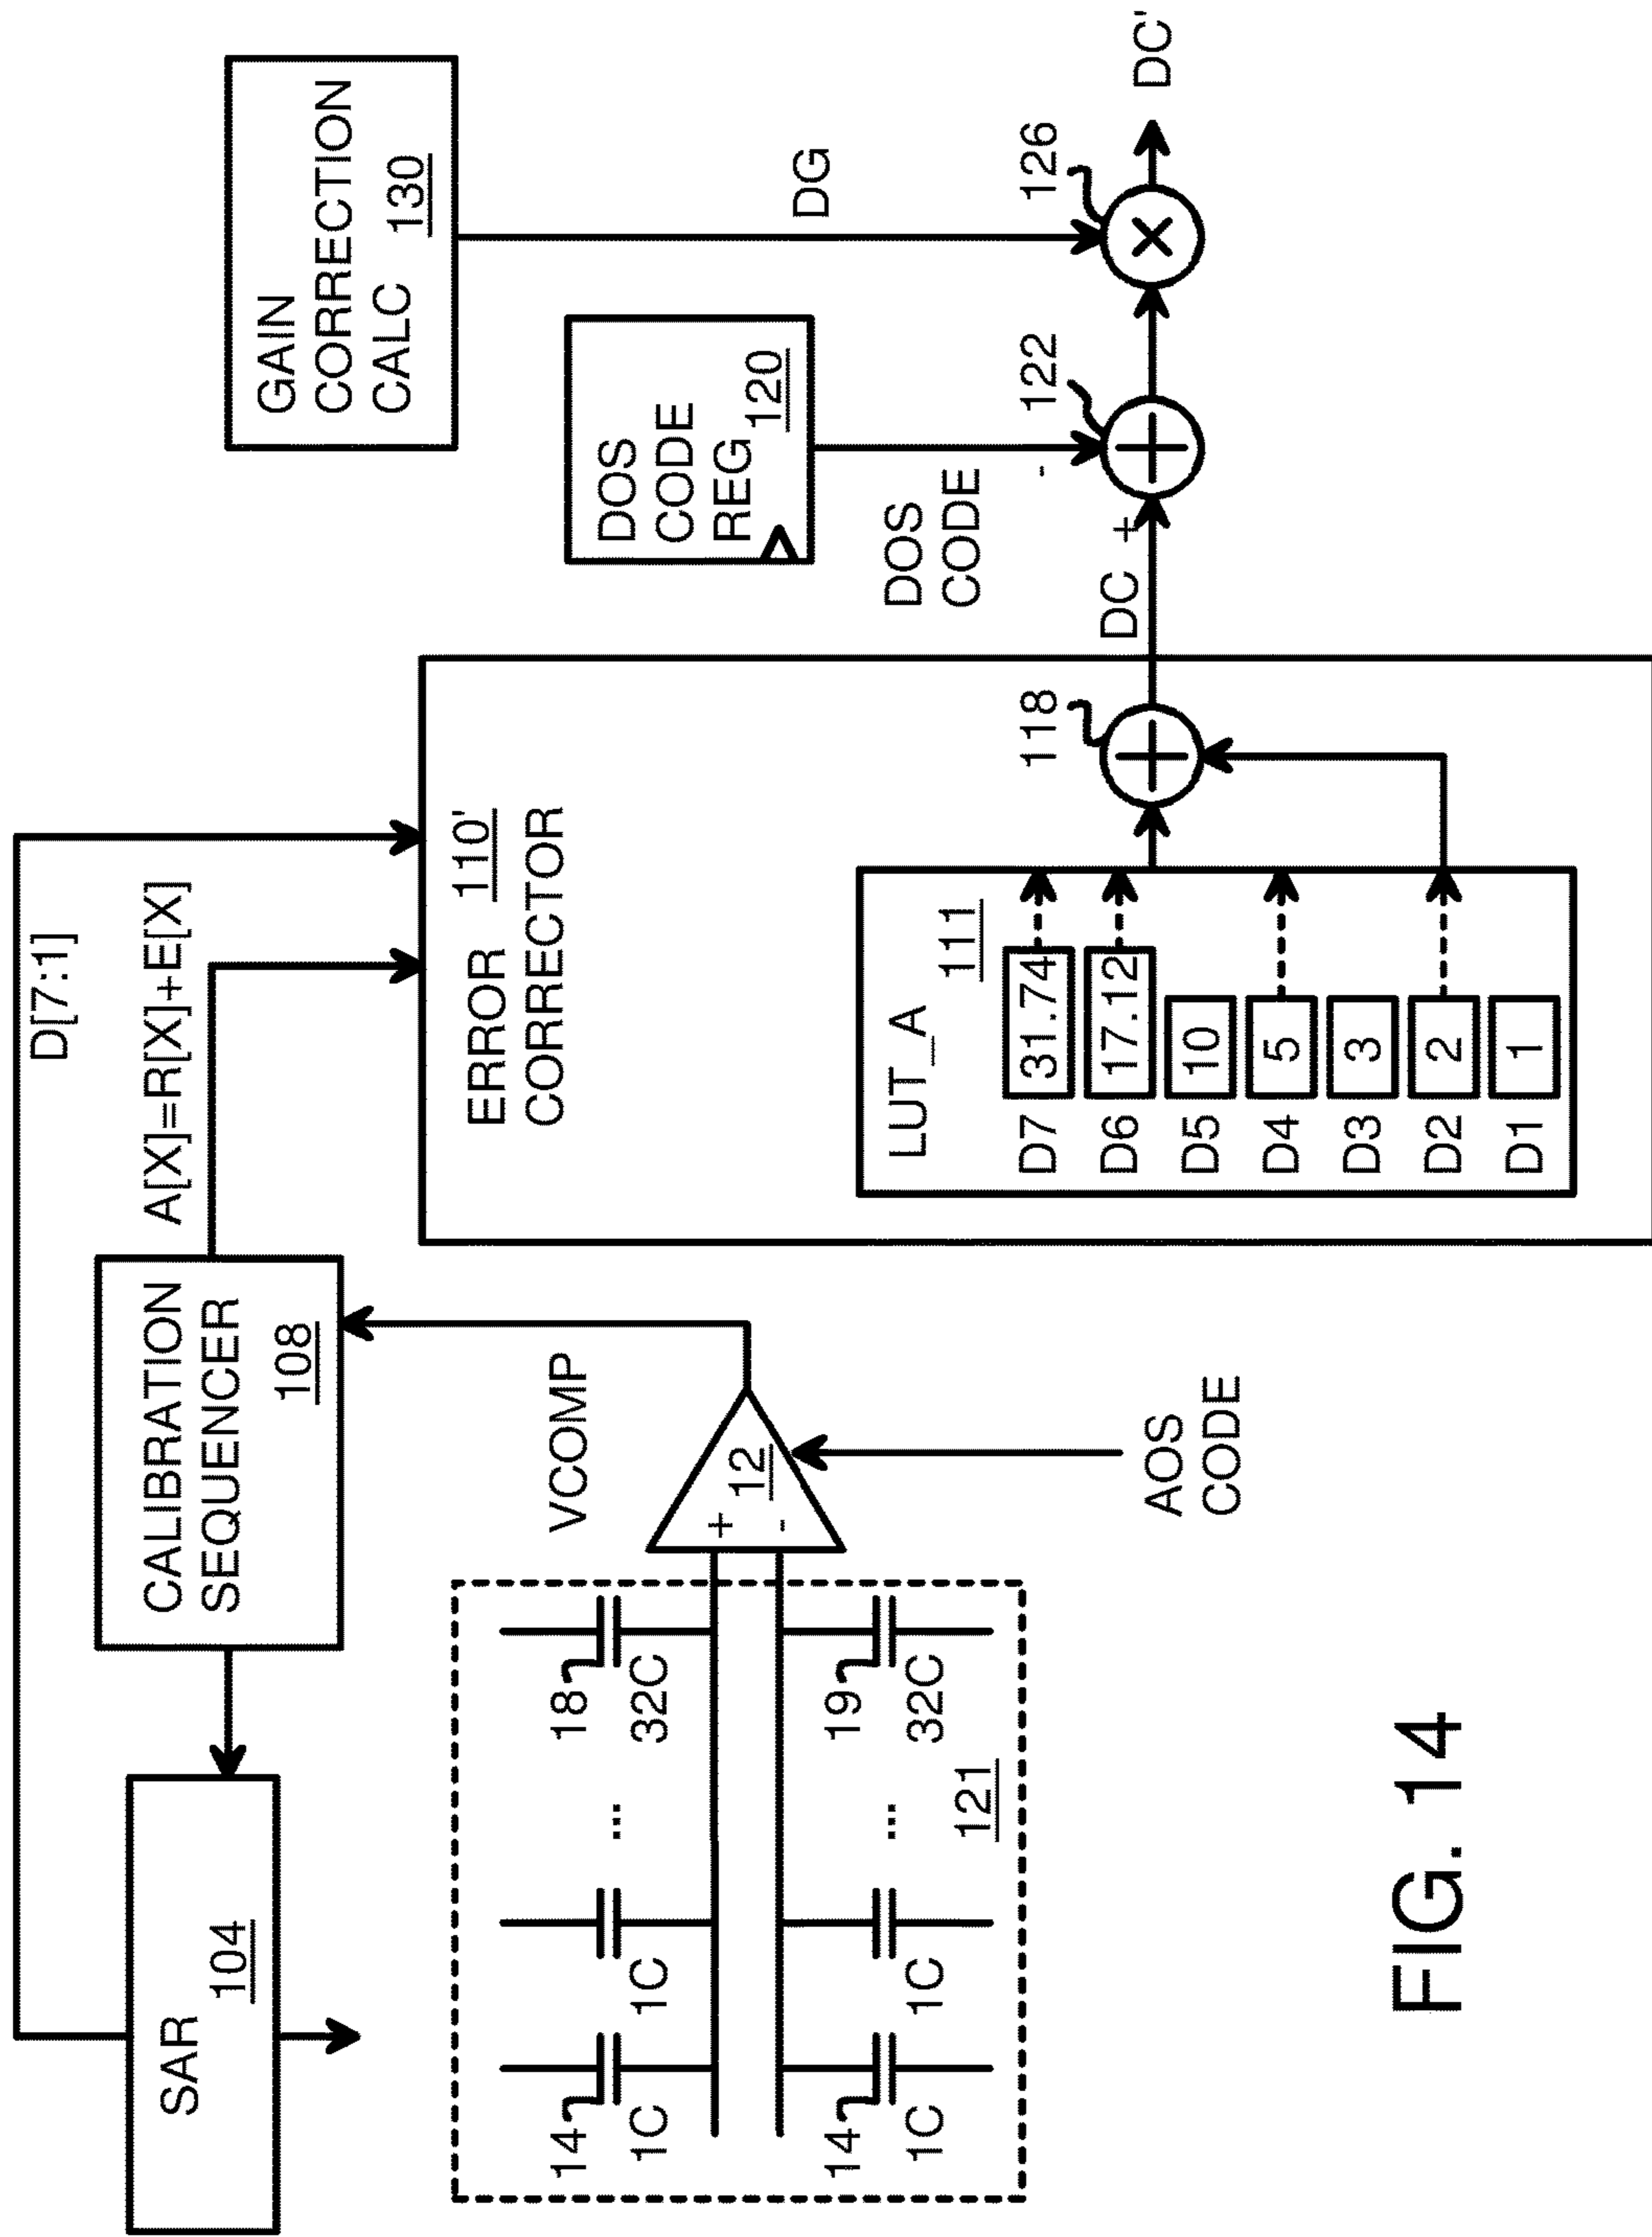 SAR
104
CALIBRATION
SEQUENCER
108
D[7:1]
A[X]=R[X]+E[X]
GAIN
CORRECTION
CALC
130
ERROR
110'
CORRECTOR
DOS
CODE
REG
120
DG
VCOMP
18
14
1C
1C
...
32C
+
-
12
19
14
1C
1C
...
32C
121
AOS
CODE
LUT_A
111
D7
31.74
D6
17.12
D5
10
D4
5
D3
3
D2
2
D1
1
118
DOS
CODE
-
DC
+
122
126
DC'
FIG. 14